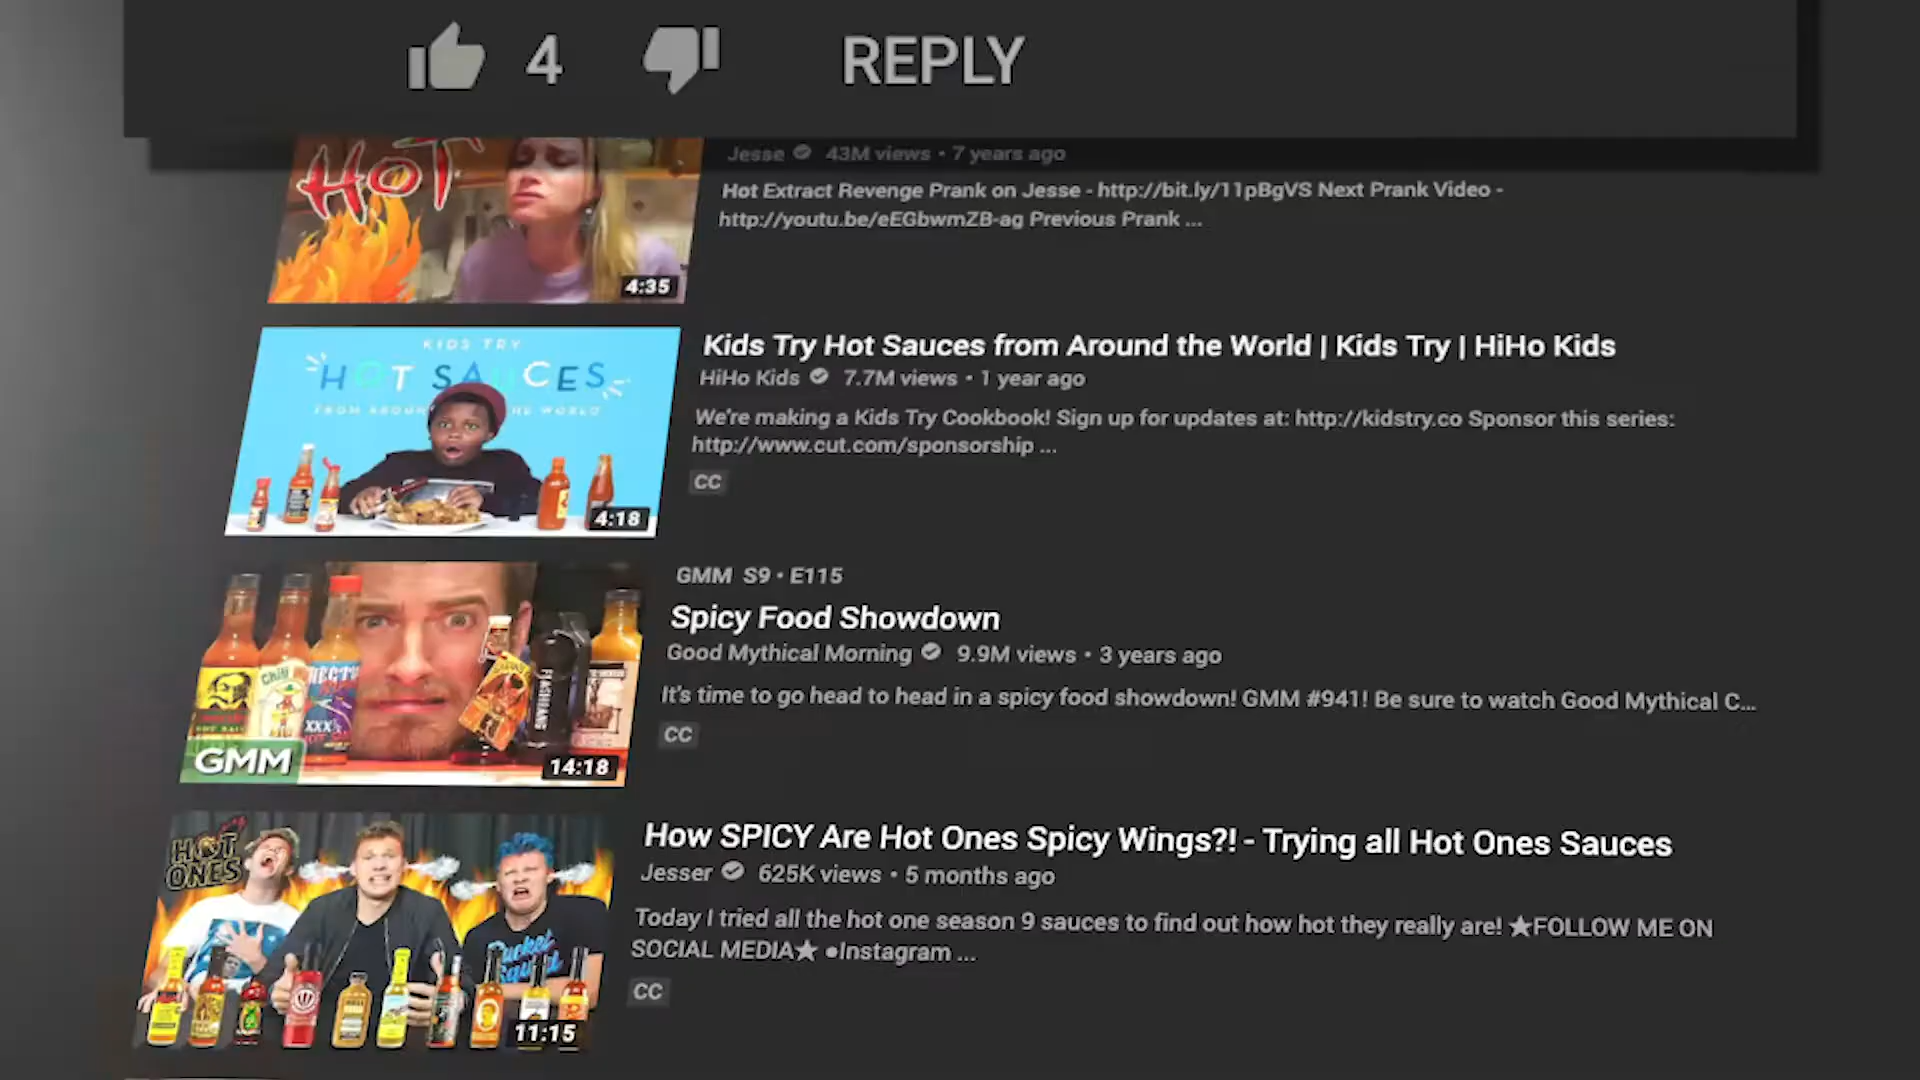 4 REPLY
HOT
Jesse 43M views • 7 years ago
Hot Extract Revenge Prank on Jesse - http://bit.ly/11pBgVS Next Prank Video -
http://youtu.be/eEGbwmZB-ag Previous Prank ...
4:35
KIDS TRY
HOT SAUCES
FROM AROUND THE WORLD
4:18
Kids Try Hot Sauces from Around the World | Kids Try | HiHo Kids
HiHo Kids 7.7M views • 1 year ago
We're making a Kids Try Cookbook! Sign up for updates at: http://kidstry.co Sponsor this series:
http://www.cut.com/sponsorship ...
CC
GMM
14:18
GMM S9 • E115
Spicy Food Showdown
Good Mythical Morning 9.9M views • 3 years ago
It's time to go head to head in a spicy food showdown! GMM #941! Be sure to watch Good Mythical C...
CC
HOT
ONES
11:15
How SPICY Are Hot Ones Spicy Wings?! - Trying all Hot Ones Sauces
Jesser 625K views • 5 months ago
Today I tried all the hot one season 9 sauces to find out how hot they really are! ★FOLLOW ME ON
SOCIAL MEDIA★ ●Instagram ...
CC